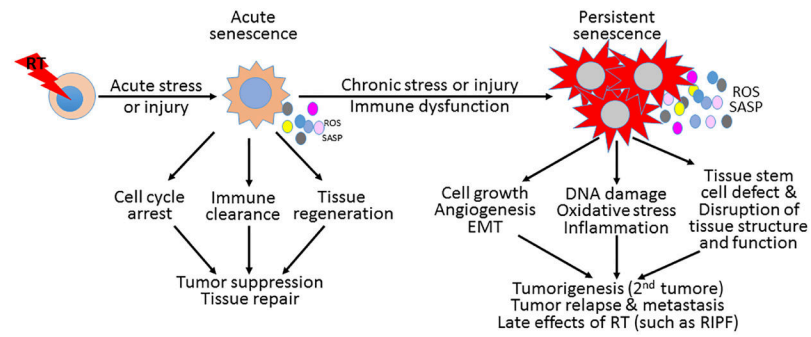 Acute
senescence
Persistent
senescence
RT
Acute stress
or injury
Chronic stress or injury
Immune dysfunction
ROS
SASP
ROS
SASP
Cell cycle
arrest
Immune
clearance
Tissue
regeneration
Tumor suppression
Tissue repair
Cell growth
Angiogenesis
EMT
DNA damage
Oxidative stress
Inflammation
Tissue stem
cell defect &
Disruption of
tissue structure
and function
Tumorigenesis (2nd tumore)
Tumor relapse & metastasis
Late effects of RT (such as RIPF)